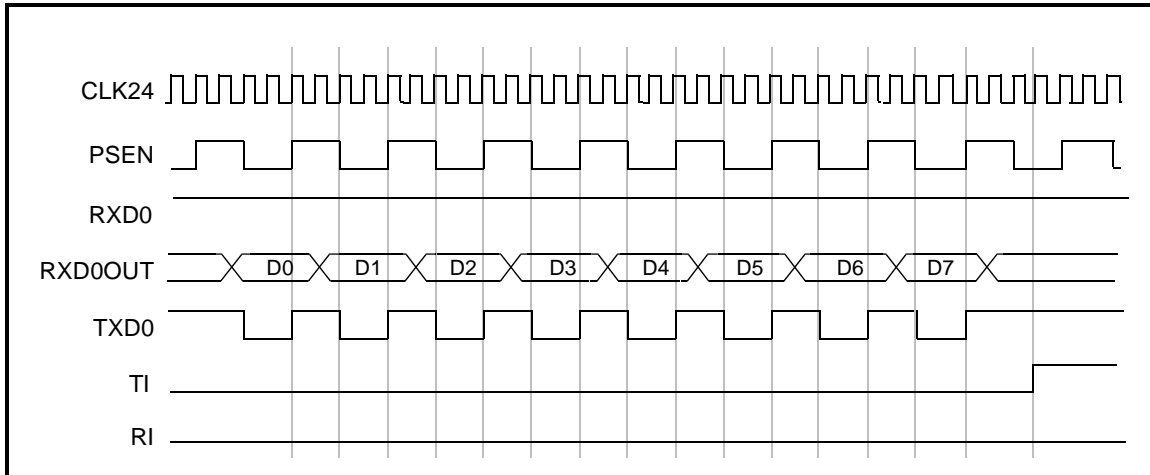 CLK24
PSEN
RXD0
RXD0OUT D0 D1 D2 D3 D4 D5 D6 D7
TXD0
TI
RI